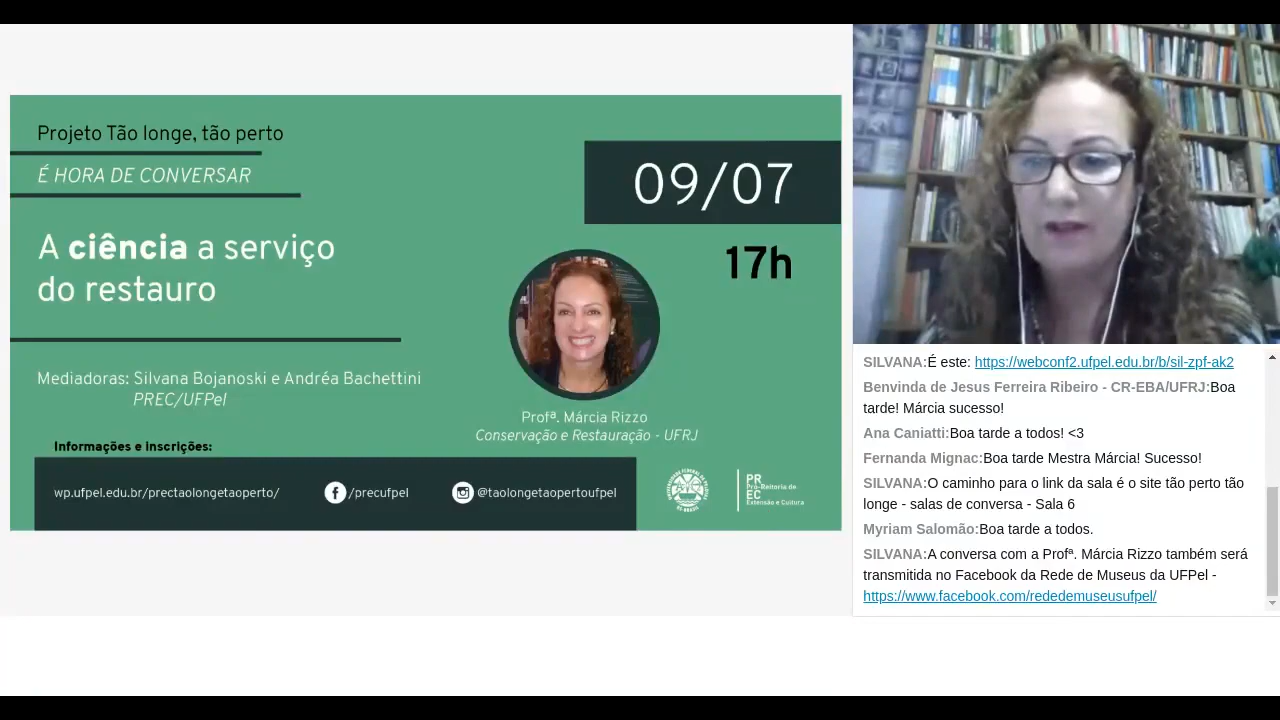 Projeto Tão longe, tão perto
É HORA DE CONVERSAR
A ciência a serviço
do restauro
09/07
17h
Mediadoras: Silvana Bojanoski e Andréa Bachettini
PREC/UFPel
Profª. Márcia Rizzo
Conservação e Restauração - UFRJ
Informações e inscrições:
wp.ufpel.edu.br/prectaolongetaoperto/
/precufpel
@taolongetaopertoufpel
PR
EC
Pró-Reitoria de
Extensão e Cultura
SILVANA:É este: https://webconf2.ufpel.edu.br/b/sil-zpf-ak2
Benvinda de Jesus Ferreira Ribeiro - CR-EBA/UFRJ:Boa
tarde! Márcia sucesso!
Ana Caniatti:Boa tarde a todos! <3
Fernanda Mignac:Boa tarde Mestra Márcia! Sucesso!
SILVANA:O caminho para o link da sala é o site tão perto tão
longe - salas de conversa - Sala 6
Myriam Salomão:Boa tarde a todos.
SILVANA:A conversa com a Profª. Márcia Rizzo também será
transmitida no Facebook da Rede de Museus da UFPel -
https://www.facebook.com/rededemuseusufpel/